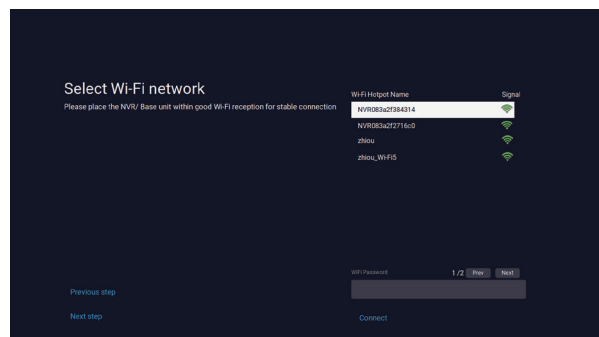 Select Wi-Fi network
Please place the NVR/ Base unit within good Wi-Fi reception for stable connection
Wi-Fi Hotpot Name Signal
NVR083a2f384314
NVR083a2f2716c0
zhiou
zhiou_Wi-Fi5
WiFi Password 1 /2 Prev Next
Previous step
Next step
Connect